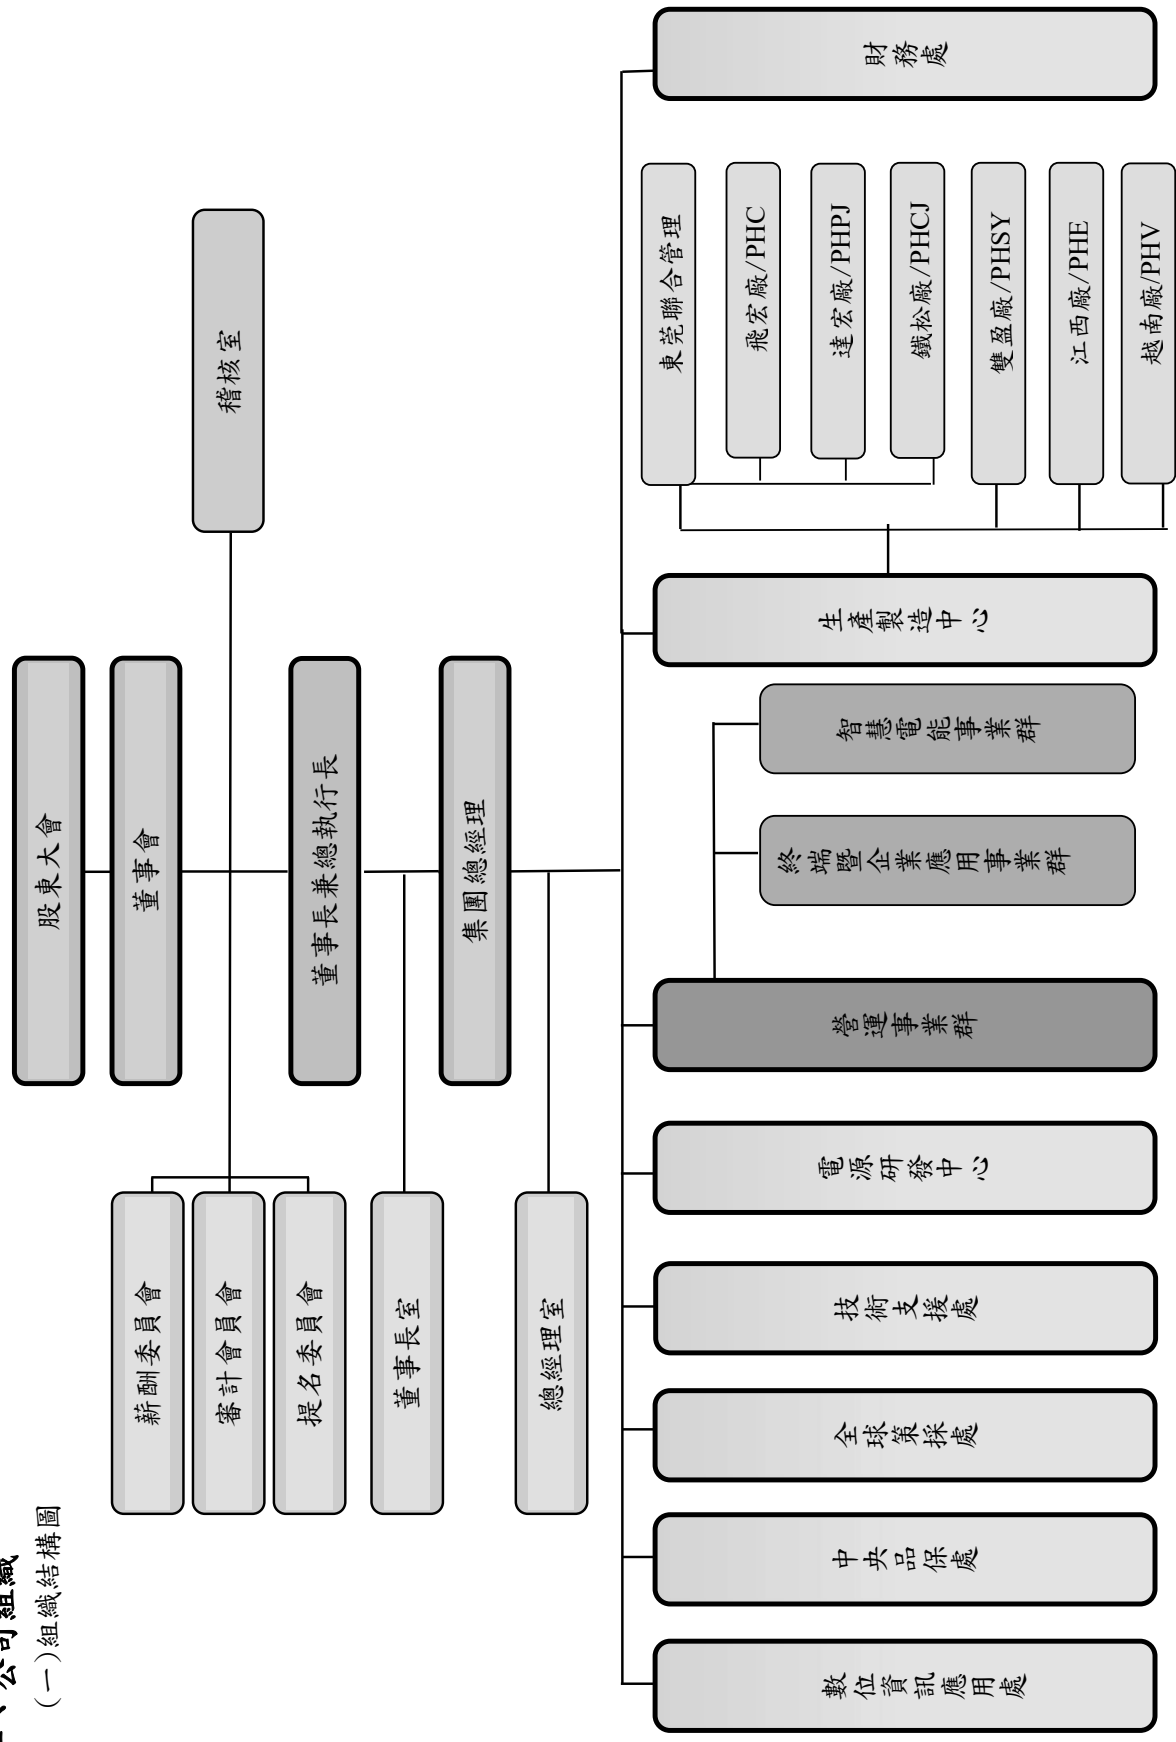 、公司組織
(一)組織結構圖
股東大會
董事會
稽核室
薪酬委員會
審計會員會
提名委員會
董事長兼總執行長
董事長室
集團總經理
總經理室
數位資訊應用處
中央品保處
全球策採處
技術支援處
電源研發中心
營運事業群
終端暨企業應用事業群
智慧電能事業群
生產製造中心
東莞聯合管理
飛宏廠/PHC
達宏廠/PHPJ
鐵松廠/PHCJ
雙盈廠/PHSY
江西廠/PHE
越南廠/PHV
財務處